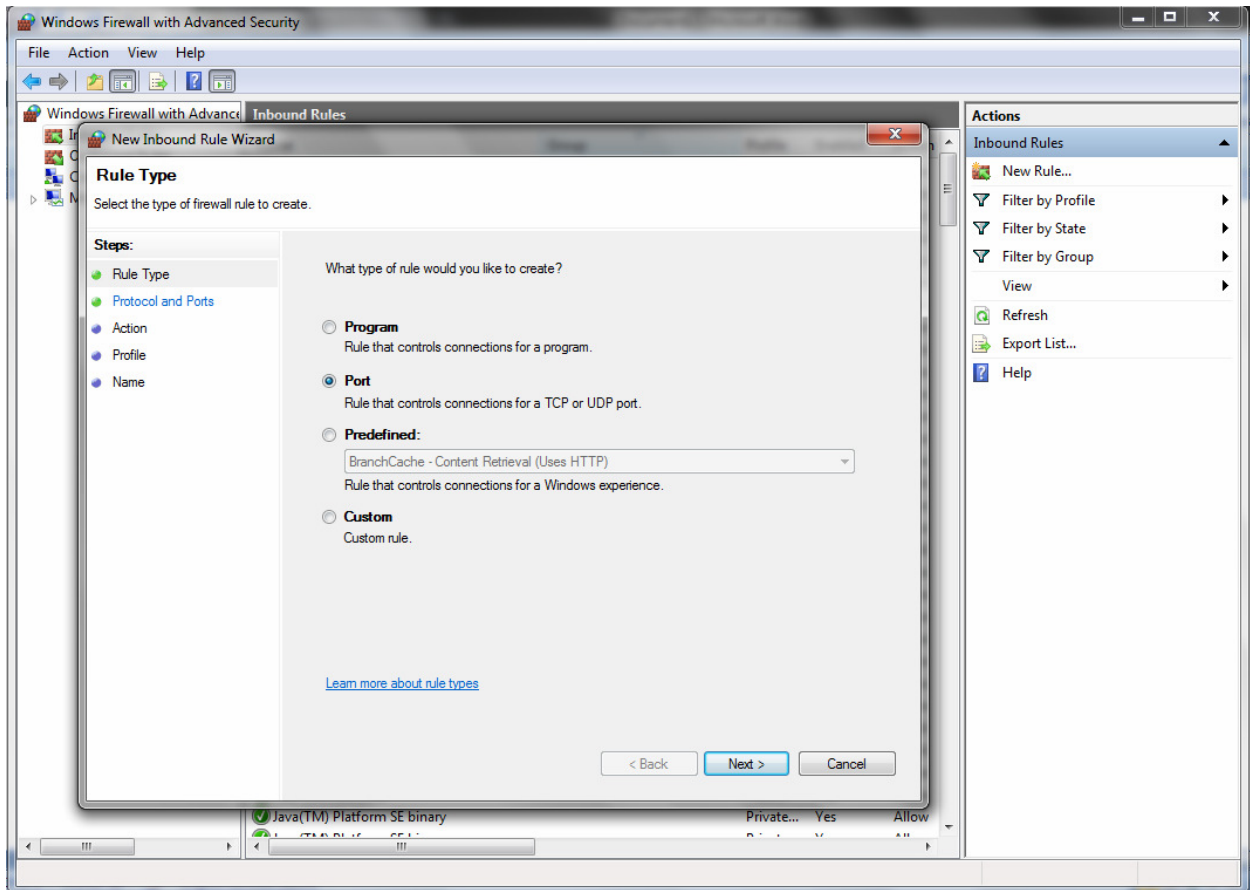 Windows Firewall with Advanced Security
File Action View Help
Windows Firewall with Advance
Inbound Rules
Actions
Inbound Rules
New Rule...
Filter by Profile
Filter by State
Filter by Group
View
Refresh
Export List...
Help
New Inbound Rule Wizard
Rule Type
Select the type of firewall rule to create.
Steps:
Rule Type
Protocol and Ports
Action
Profile
Name
What type of rule would you like to create?
Program
Rule that controls connections for a program.
Port
Rule that controls connections for a TCP or UDP port.
Predefined:
BranchCache - Content Retrieval (Uses HTTP)
Rule that controls connections for a Windows experience.
Custom
Custom rule.
Learn more about rule types
< Back Next > Cancel
Java(TM) Platform SE binary Private... Yes Allow